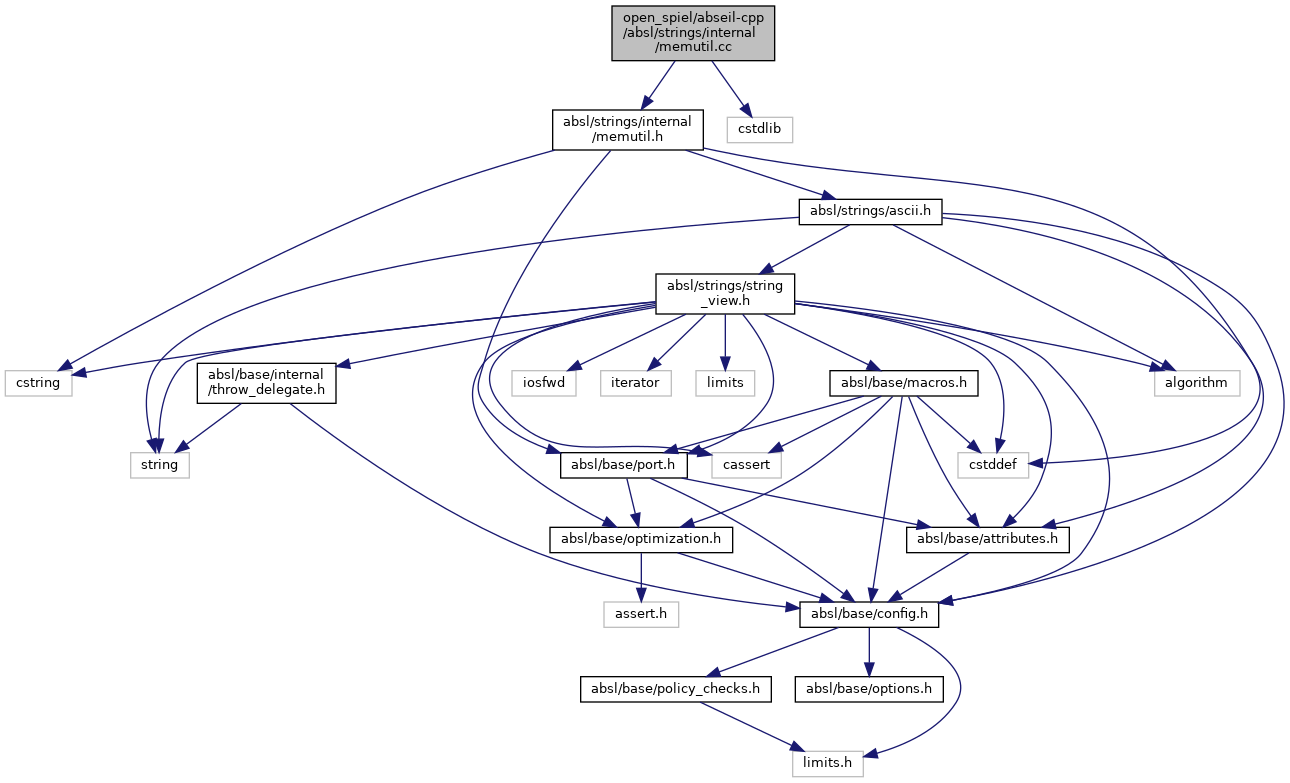 open_spiel/abseil-cpp
/absl/strings/internal
/memutil.cc
absl/strings/internal
/memutil.h
cstdlib
absl/strings/ascii.h
absl/strings/string
_view.h
cstring
absl/base/internal
/throw_delegate.h
iosfwd
iterator
limits
absl/base/macros.h
algorithm
string
absl/base/port.h
cassert
cstddef
absl/base/optimization.h
absl/base/attributes.h
assert.h
absl/base/config.h
absl/base/policy_checks.h
absl/base/options.h
limits.h